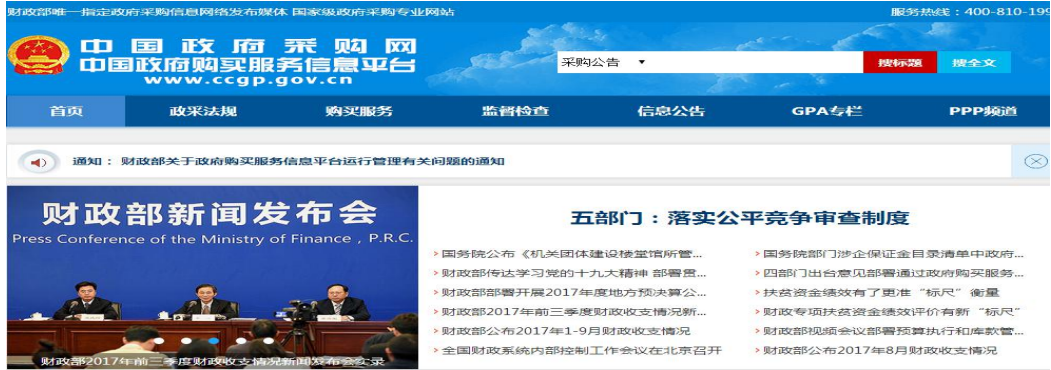 财政部唯一指定政府采购信息网络发布媒体 国家级政府采购专业网站
服务热线：400-810-199
中国政府采购网
中国政府购买服务信息平台
www.ccgp.gov.cn
采购公告
搜标题
搜全文
首页
政采法规
购买服务
监督检查
信息公告
GPA专栏
PPP频道
通知：财政部关于政府购买服务信息平台运行管理有关问题的通知
财政部新闻发布会
Press Conference of the Ministry of Finance , P.R.C.
财政部2017年前三季度财政收支情况新闻发布会实录
五部门：落实公平竞争审查制度
国务院公布《机关团体建设楼堂馆所管...
财政部传达学习党的十九大精神 部署贯...
财政部部署开展2017年度地方预决算公...
财政部2017年前三季度财政收支情况新...
财政部公布2017年1-9月财政收支情况
全国财政系统内部控制工作会议在北京召开
国务院部门涉企保证金目录清单中政府...
四部门出台意见部署通过政府购买服务...
扶贫资金绩效有了更准“标尺”衡量
财政专项扶贫资金绩效评价有新“标尺”
财政部视频会议部署预算执行和库款管...
财政部公布2017年8月财政收支情况